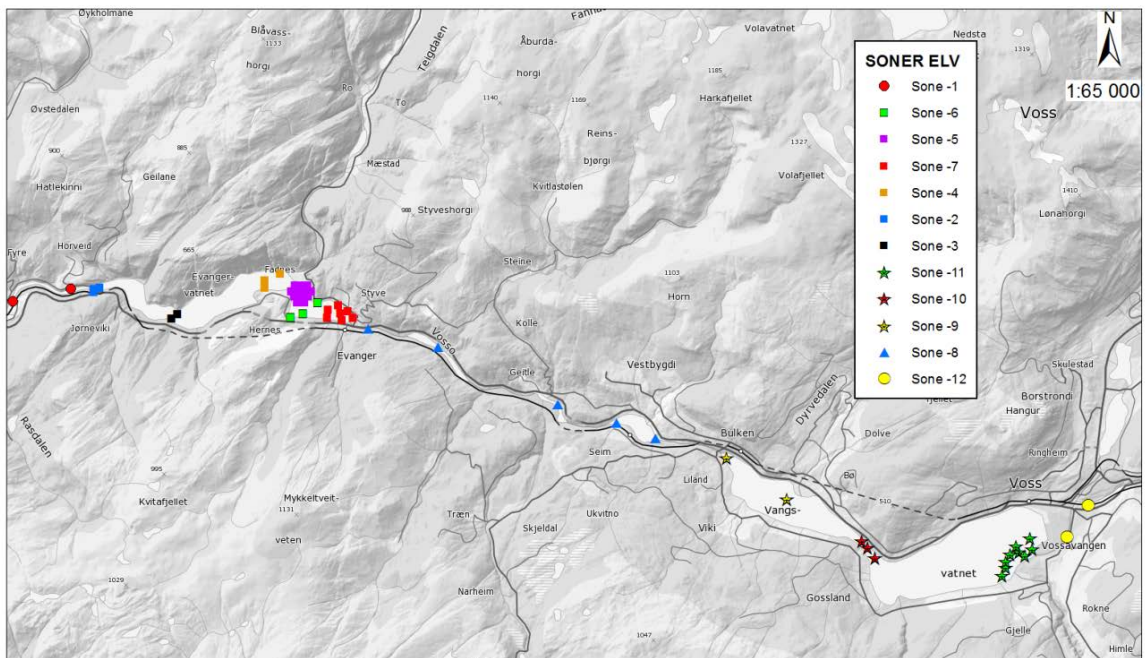 Øykholmane
Blåvass-
1133
horgi
Teigdalen
Åburda-
horgi
Volavatnet
Nedsta
1319
N
1:65 000
SONER ELV
Sone -1
Sone -6
Sone -5
Sone -7
Sone -4
Sone -2
Sone -3
Sone -11
Sone -10
Sone -9
Sone -8
Sone -12
Øvstedalen
Ro
To
1140
1169
1185
Harkafjellet
Voss
900
885
Reins-
bjørgi
1327
Volafjellet
Hatlekinni
Geilane
Mæstad
Kvitlastølen
1410
Lønahorgi
988
Styveshorgi
Fyre
Horveid
665
Evanger-
vatnet
Farnes
Steine
1103
Horn
Styve
Jørneviki
Hernes
Evanger
Vosso
Kolle
Geitle
Vestbygdi
Dyrvedalen
fjellet
Skulestad
Borstrondi
Hangur
Rasdalen
Seim
Bulken
Dolve
Ringheim
995
Kvitafjellet
Mykkeltveit-
1131
veten
Træn
Skjeldal
Ukvitno
Liland
Viki
Vangs-
Bø
510
Voss
Vossavangen
1029
Narheim
vatnet
Gossland
Rokne
1047
Gjelle
Himle